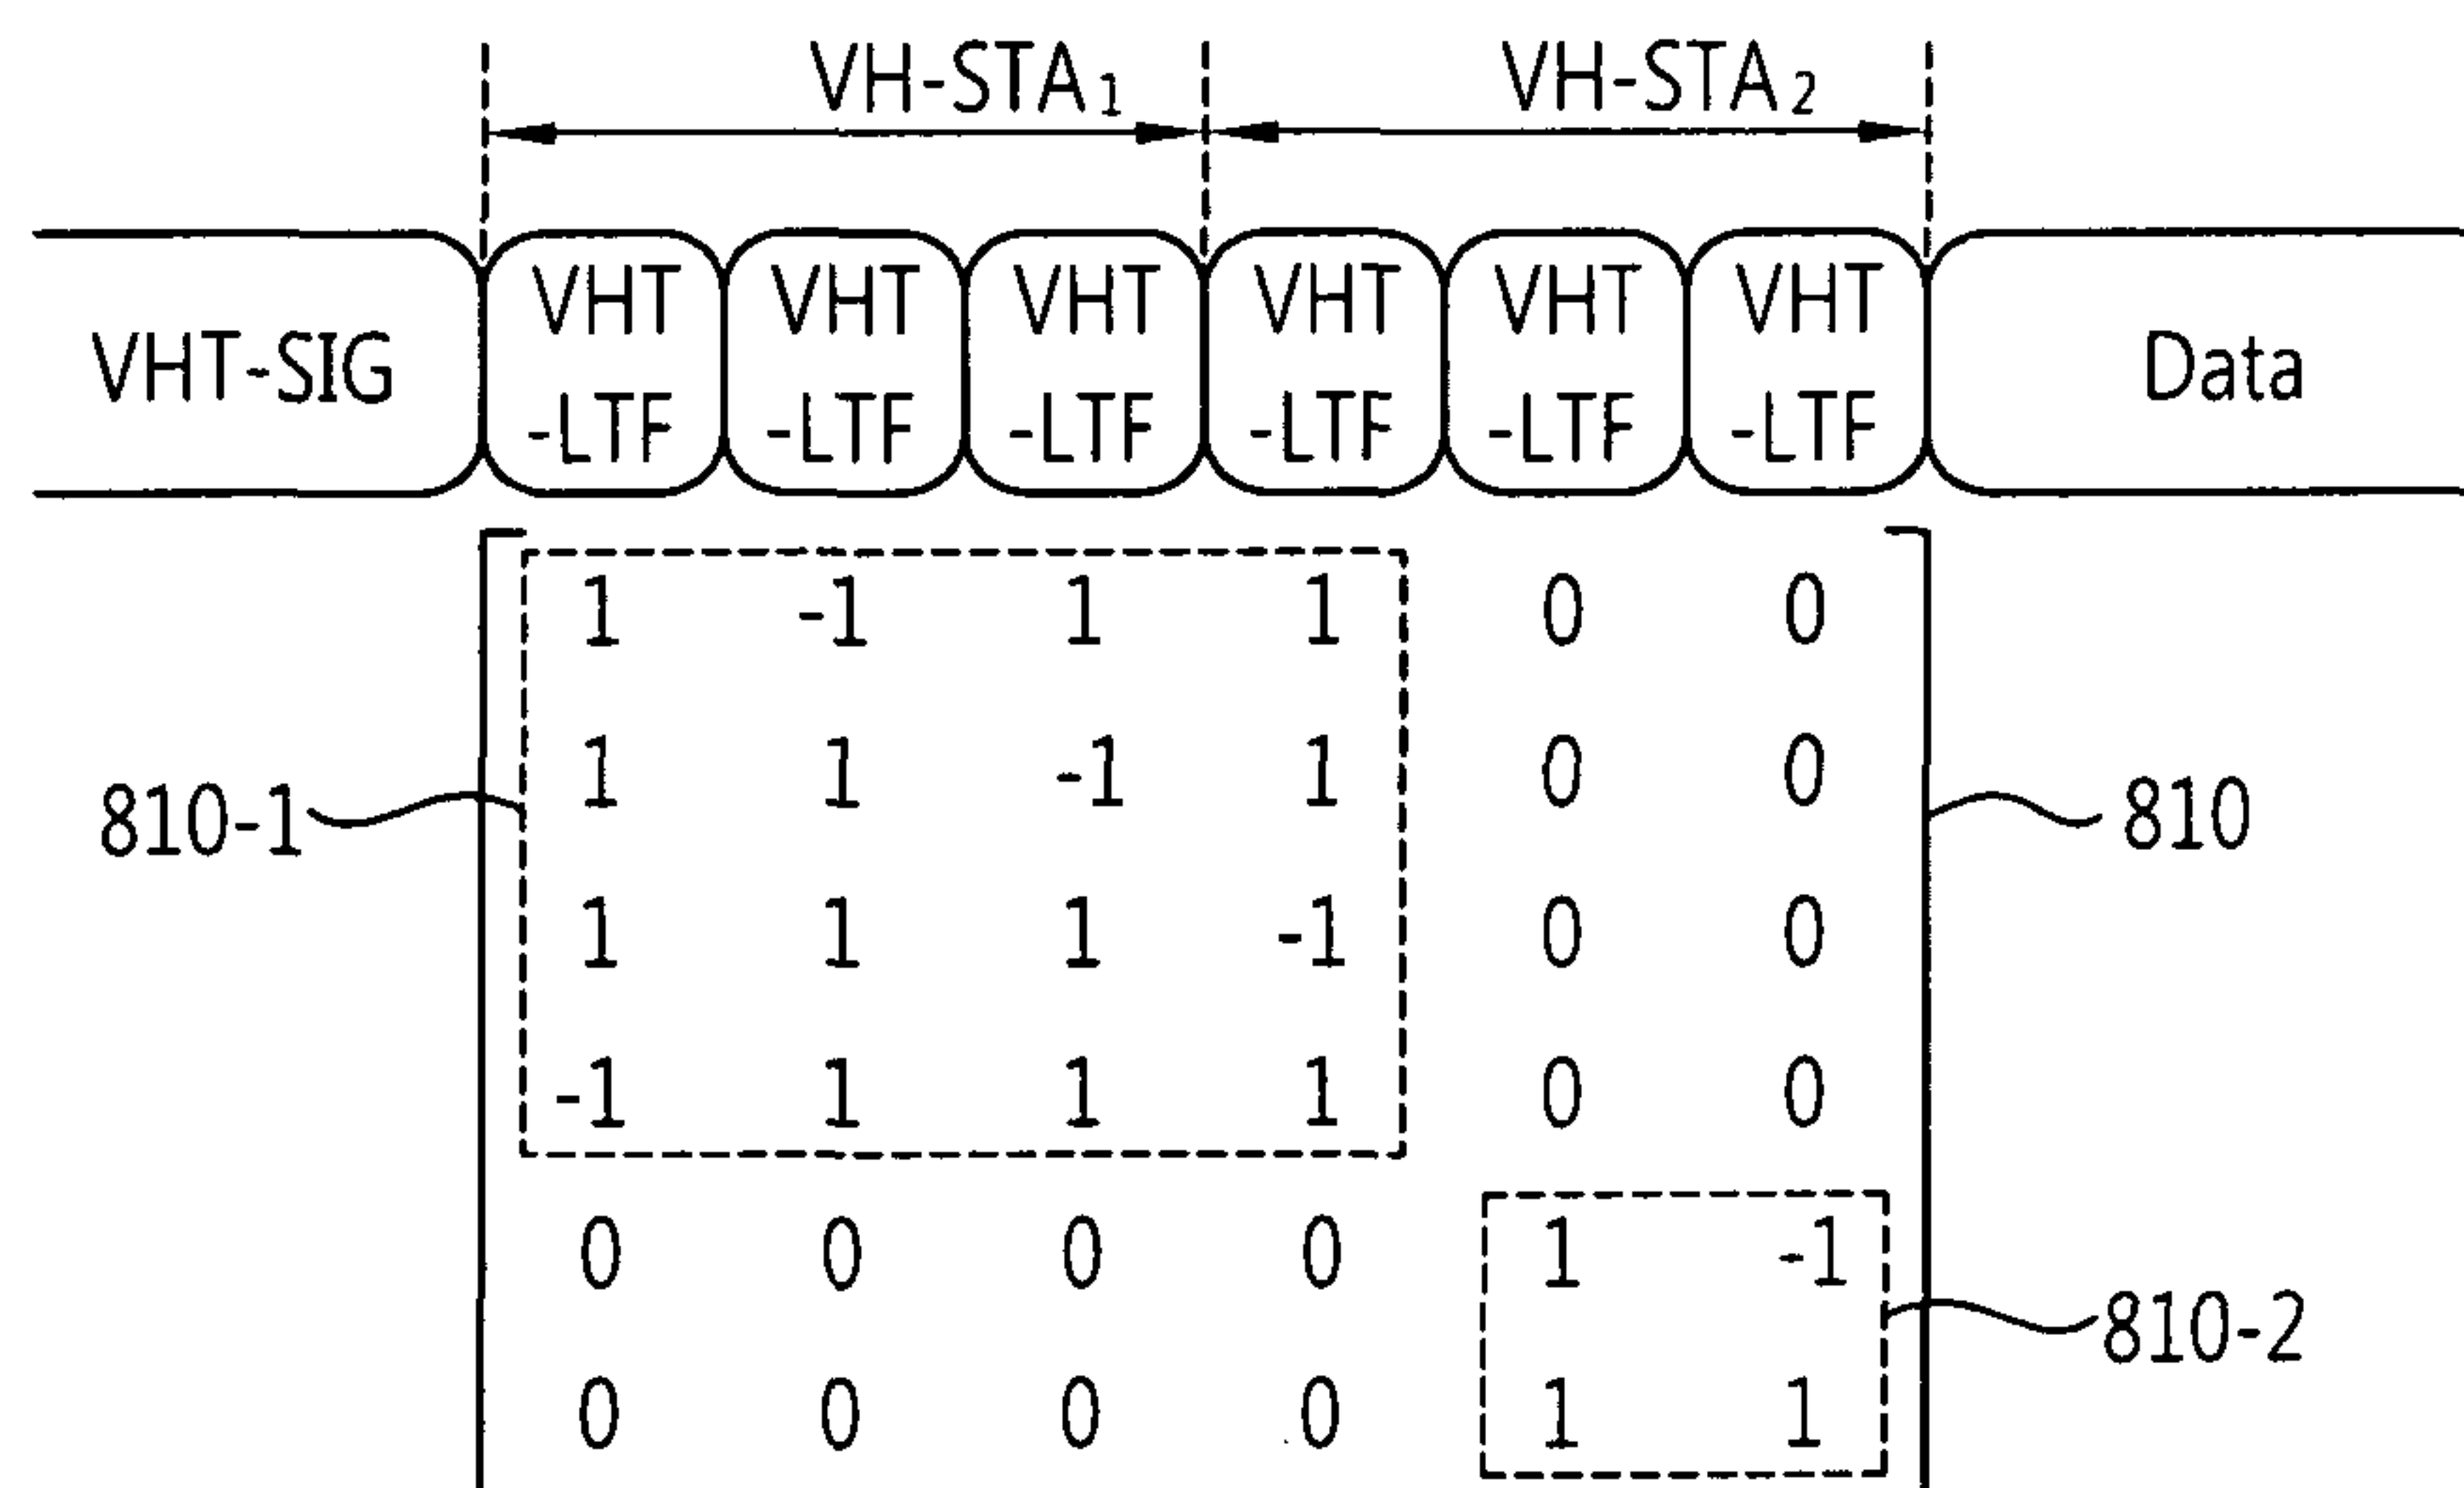 VH-STA1 VH-STA2
VHT-SIG VHT -LTF VHT -LTF VHT -LTF VHT -LTF VHT -LTF VHT -LTF Data
1 -1 1 1 0 0
1 1 -1 1 0 0
810-1 810
1 1 1 -1 0 0
-1 1 1 1 0 0
0 0 0 0 1 -1
810-2
0 0 0 0 1 1